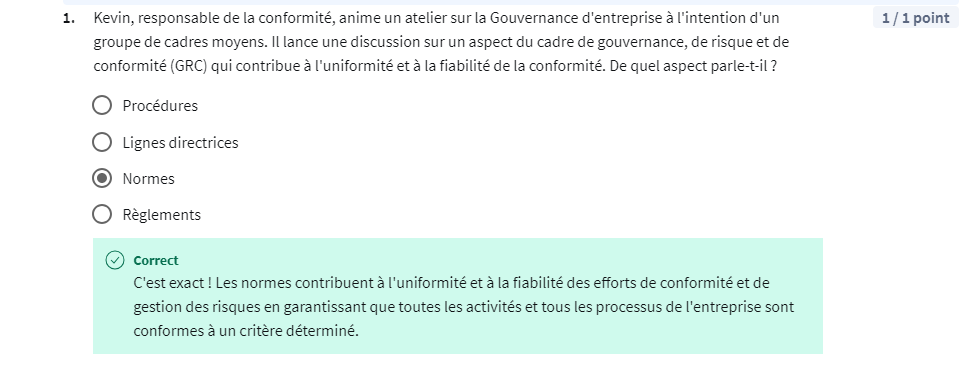 1. Kevin, responsable de la conformité, anime un atelier sur la Gouvernance d'entreprise à l'intention d'un
1 / 1 point
groupe de cadres moyens. Il lance une discussion sur un aspect du cadre de gouvernance, de risque et de
conformité (GRC) qui contribue à l'uniformité et à la fiabilité de la conformité. De quel aspect parle-t-il ?
Procédures
Lignes directrices
Normes
Règlements
Correct
C'est exact ! Les normes contribuent à l'uniformité et à la fiabilité des efforts de conformité et de
gestion des risques en garantissant que toutes les activités et tous les processus de l'entreprise sont
conformes à un critère déterminé.